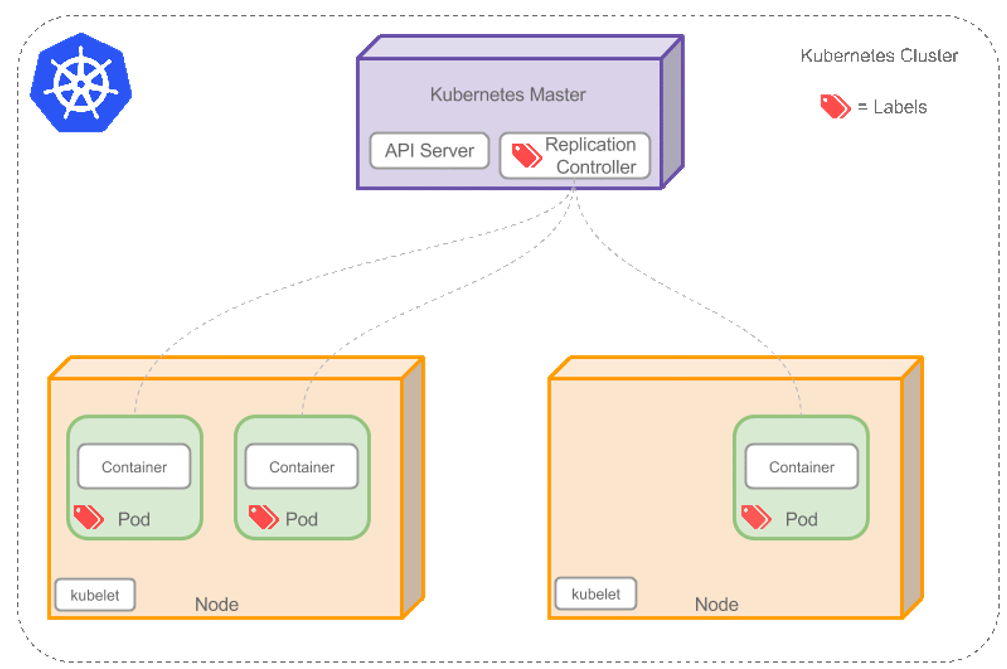 Kubernetes Cluster
= Labels
Kubernetes Master
API Server
Replication
Controller
Container
Pod
Container
Pod
kubelet
Node
Container
Pod
kubelet
Node